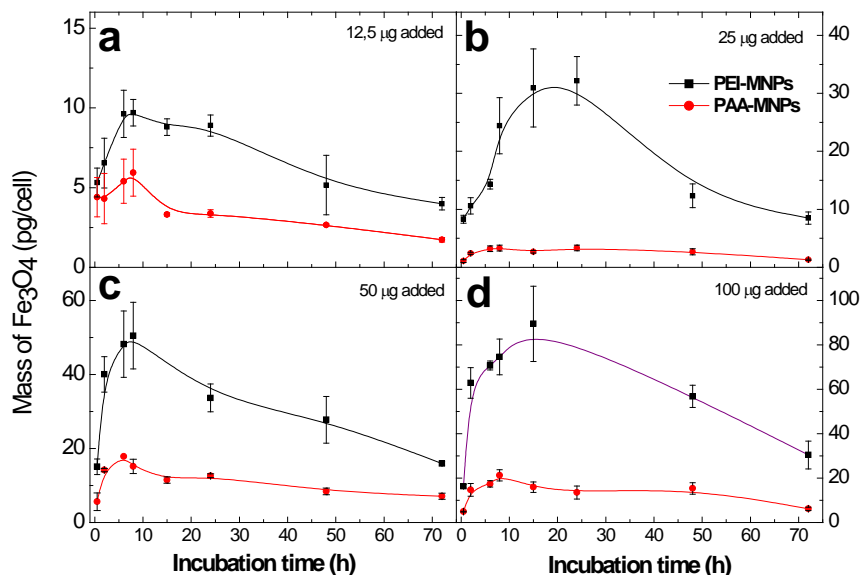 a
12,5 µg added
b
25 µg added
PEI-MNPs
PAA-MNPs
15
10
5
0
40
30
20
10
0
c
50 µg added
d
100 µg added
60
40
20
0
100
80
60
40
20
0
0 10 20 30 40 50 60 70
0 10 20 30 40 50 60 70
Mass of Fe3O4 (pg/cell)
Incubation time (h)
Incubation time (h)